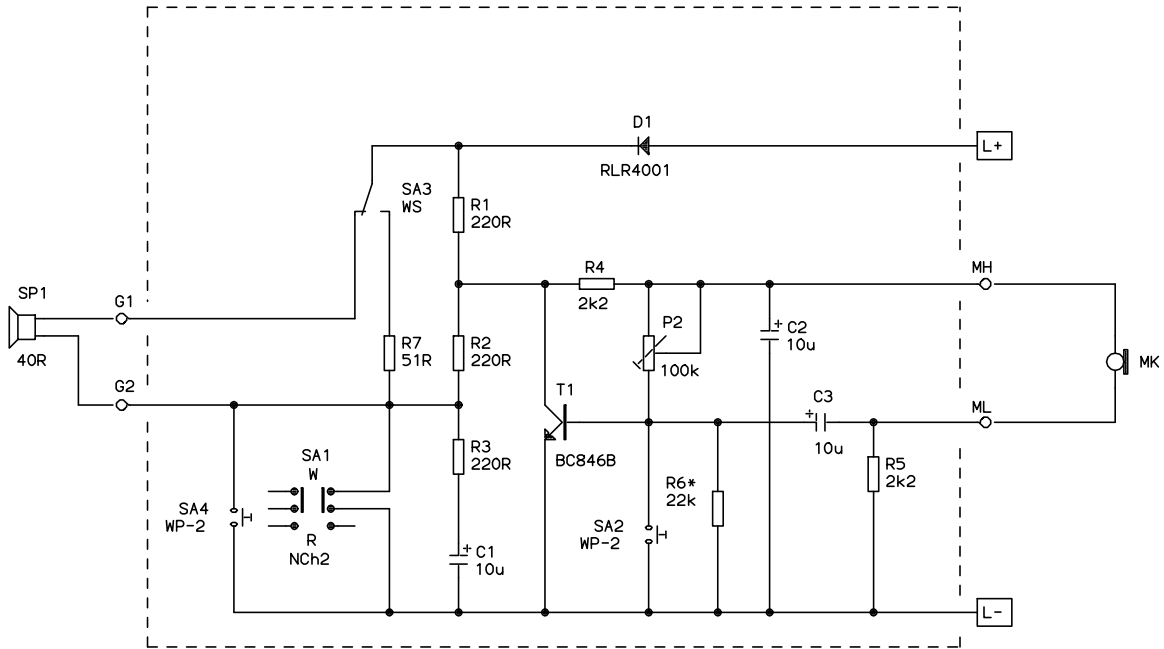 D1
RLR4001
L+
SA3
WS
R1
220R
R4
2k2
MH
SP1
40R
G1
G2
R7
51R
R2
220R
P2
100k
C2
10u
MK
T1
BC846B
C3
10u
ML
R3
220R
SA1
W
R
NCh2
SA4
WP-2
R6*
22k
R5
2k2
SA2
WP-2
C1
10u
L-